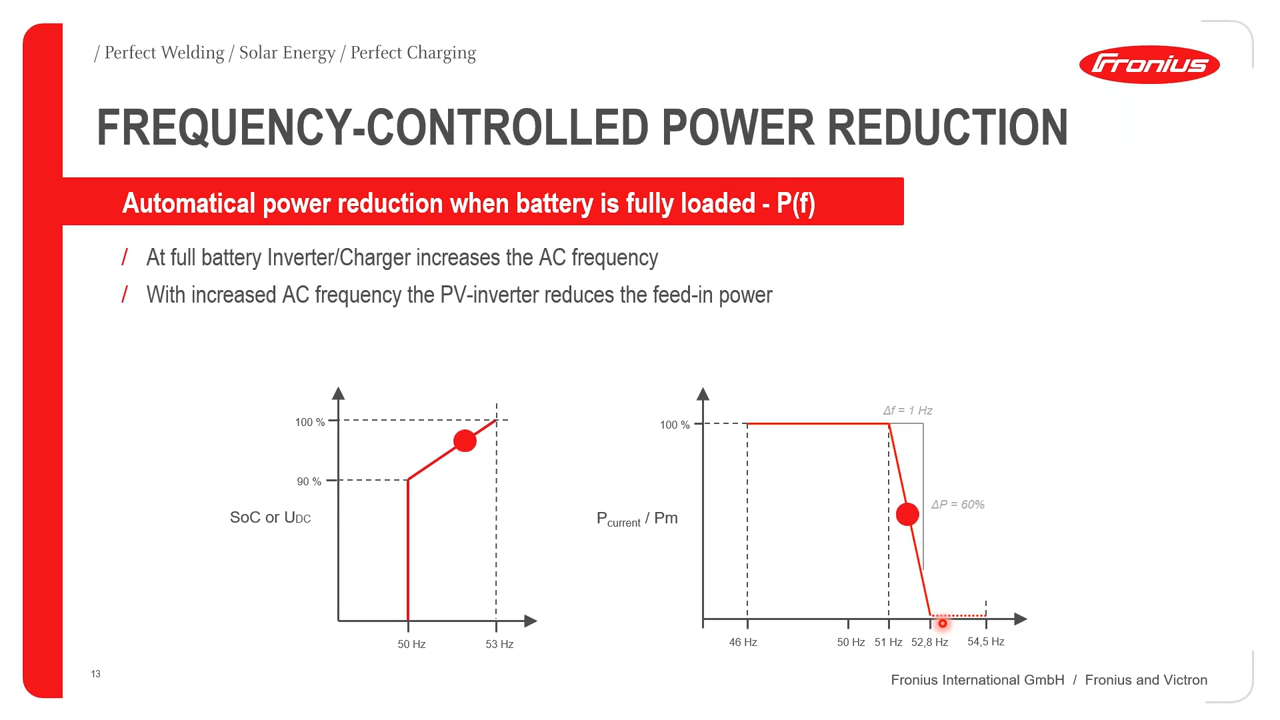 / Perfect Welding / Solar Energy / Perfect Charging
Fronius
FREQUENCY-CONTROLLED POWER REDUCTION
Automatical power reduction when battery is fully loaded - P(f)
/ At full battery Inverter/Charger increases the AC frequency
/ With increased AC frequency the PV-inverter reduces the feed-in power
100 %
90 %
SoC or UDC
50 Hz
53 Hz
Δf = 1 Hz
100 %
ΔP = 60%
Pcurrent / Pm
46 Hz
50 Hz
51 Hz
52,8 Hz
54,5 Hz
13
Fronius International GmbH / Fronius and Victron